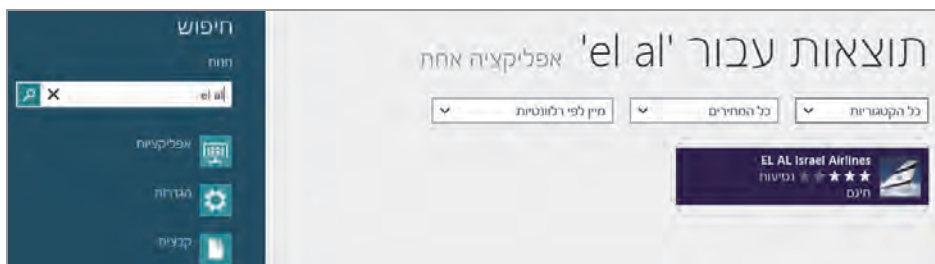 תוצאות עבור 'el al' אפליקציה אחת
כל הקטגוריות
כל המחירים
מיין לפי רלוונטיות
EL AL Israel Airlines
נסיעות
חינם
חיפוש
חנות
el al
אפליקציות
הגדרות
קבצים